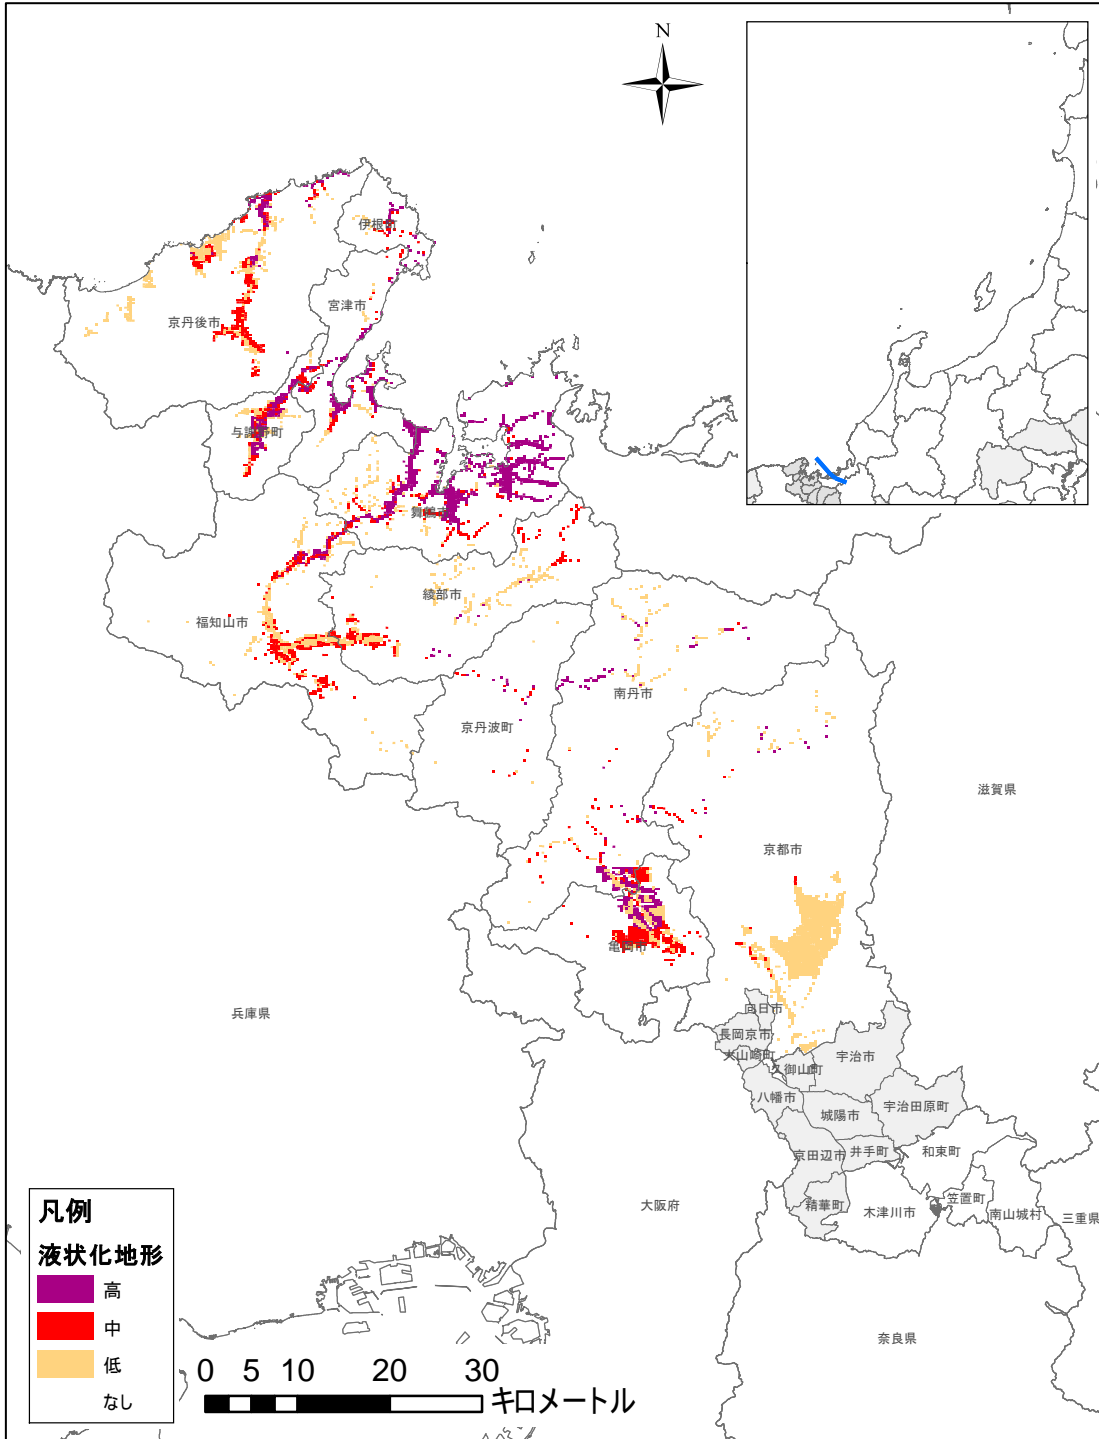 N
伊根町
宮津市
京丹後市
与謝野町
舞鶴市
綾部市
福知山市
南丹市
京丹波町
滋賀県
京都市
亀岡市
兵庫県
向日市
長岡京市
大山崎町
宇治市
久御山町
八幡市
宇治田原町
城陽市
京田辺市
井手町
和束町
精華町
木津川市
笠置町
南山城村
三重県
大阪府
奈良県
凡例
液状化地形
高
中
低
なし
0 5 10 20 30
キロメートル